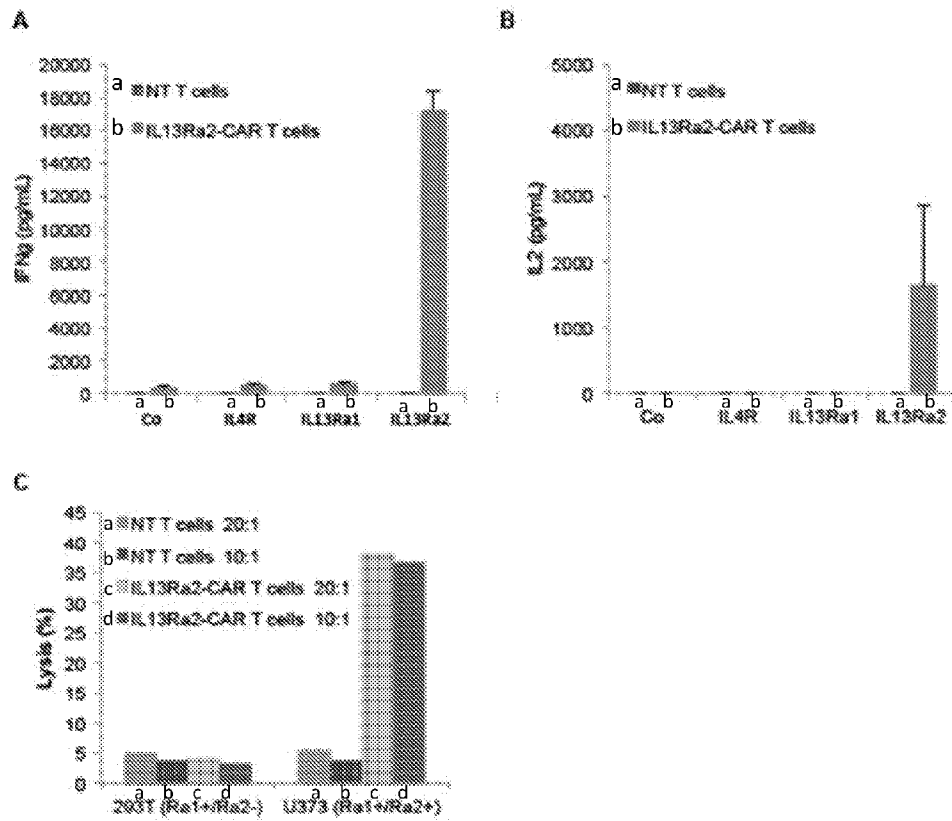 A
20000
18000
16000
14000
12000
10000
8000
6000
4000
2000
0
IFNg (pg/mL)
a NT T cells
b IL13Ra2-CAR T cells
a b a b a b a b
Co IL4R IL13Ra1 IL13Ra2
B
5000
4000
3000
2000
1000
0
IL2 (pg/mL)
a NT T cells
b IL13Ra2-CAR T cells
a b a b a b a b
Co IL4R IL13Ra1 IL13Ra2
C
45
40
35
30
25
20
15
10
5
0
Lysis (%)
a NT T cells 20:1
b NT T cells 10:1
c IL13Ra2-CAR T cells 20:1
d IL13Ra2-CAR T cells 10:1
a b c d a b c d
293T (Ra1+/Ra2-) U373 (Ra1+/Ra2+)